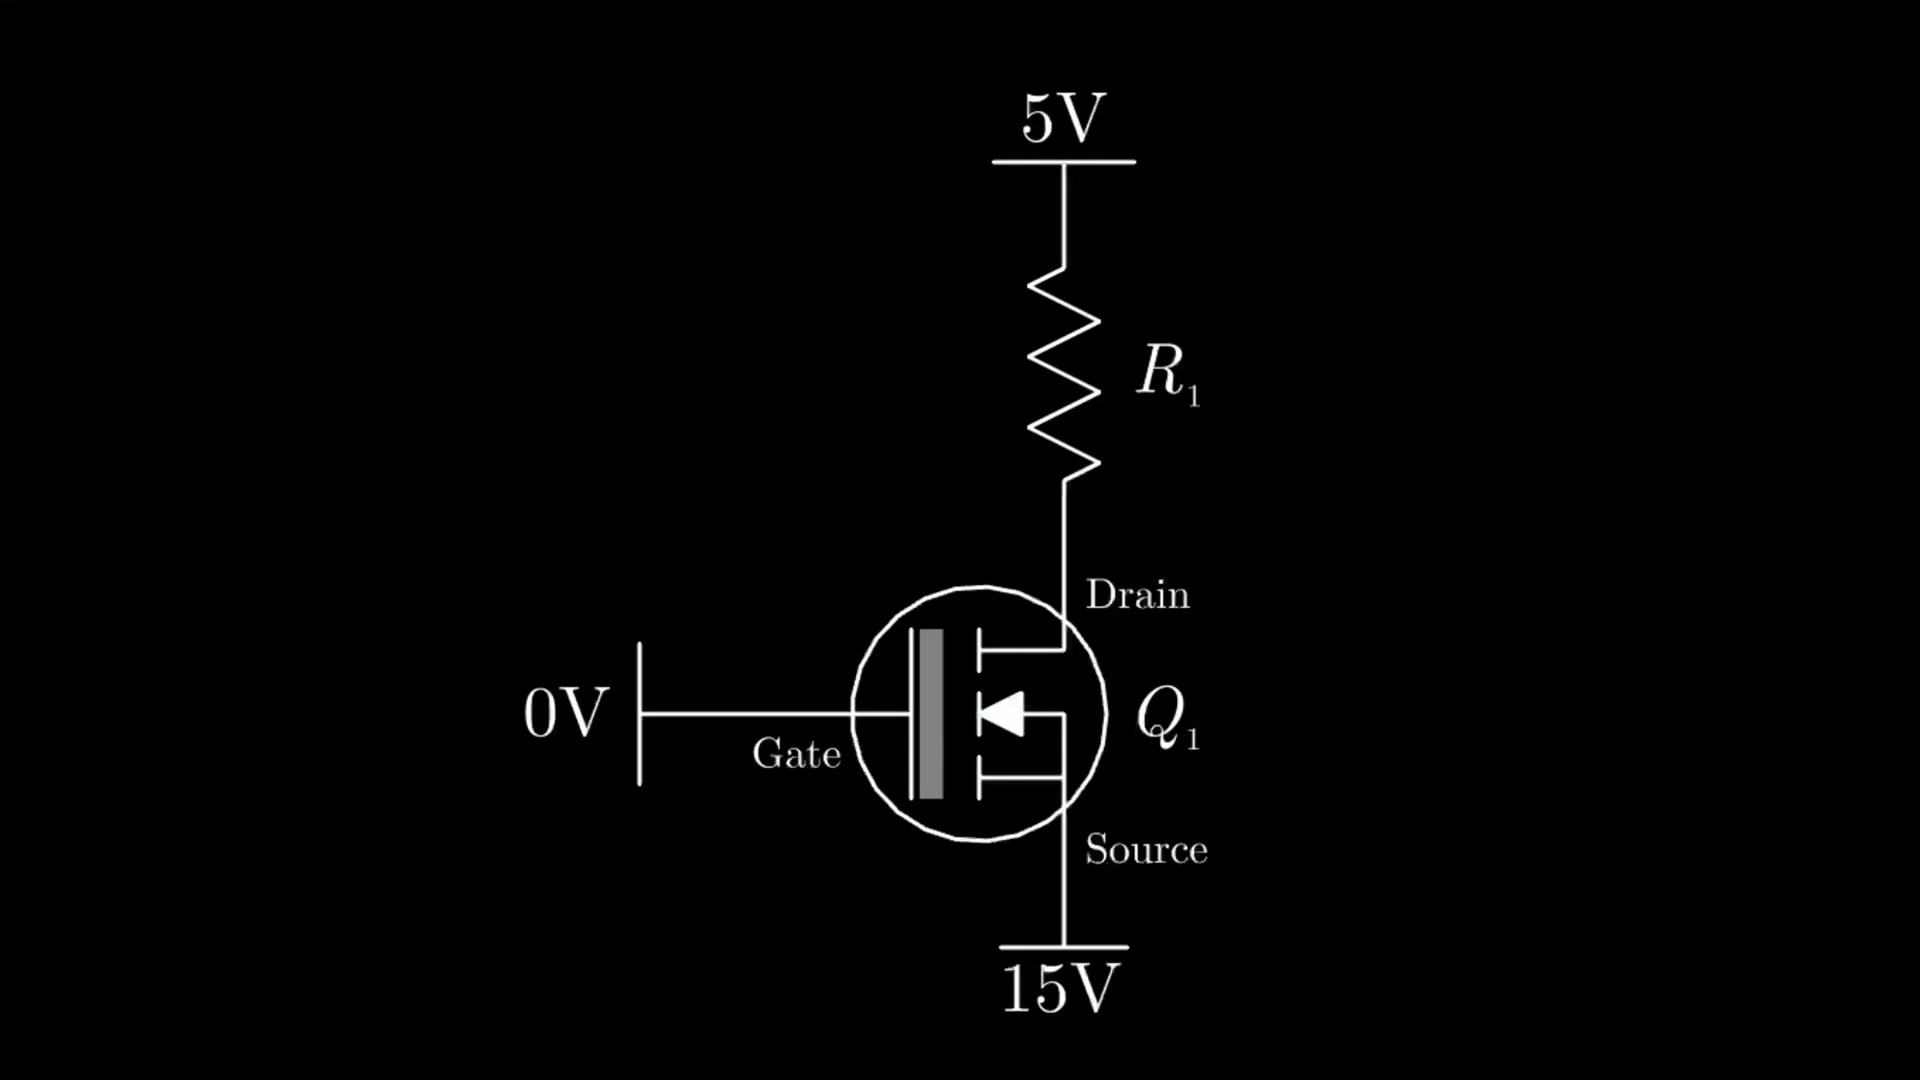 5V
R₁
Drain
0V
Gate
Q₁
Source
15V